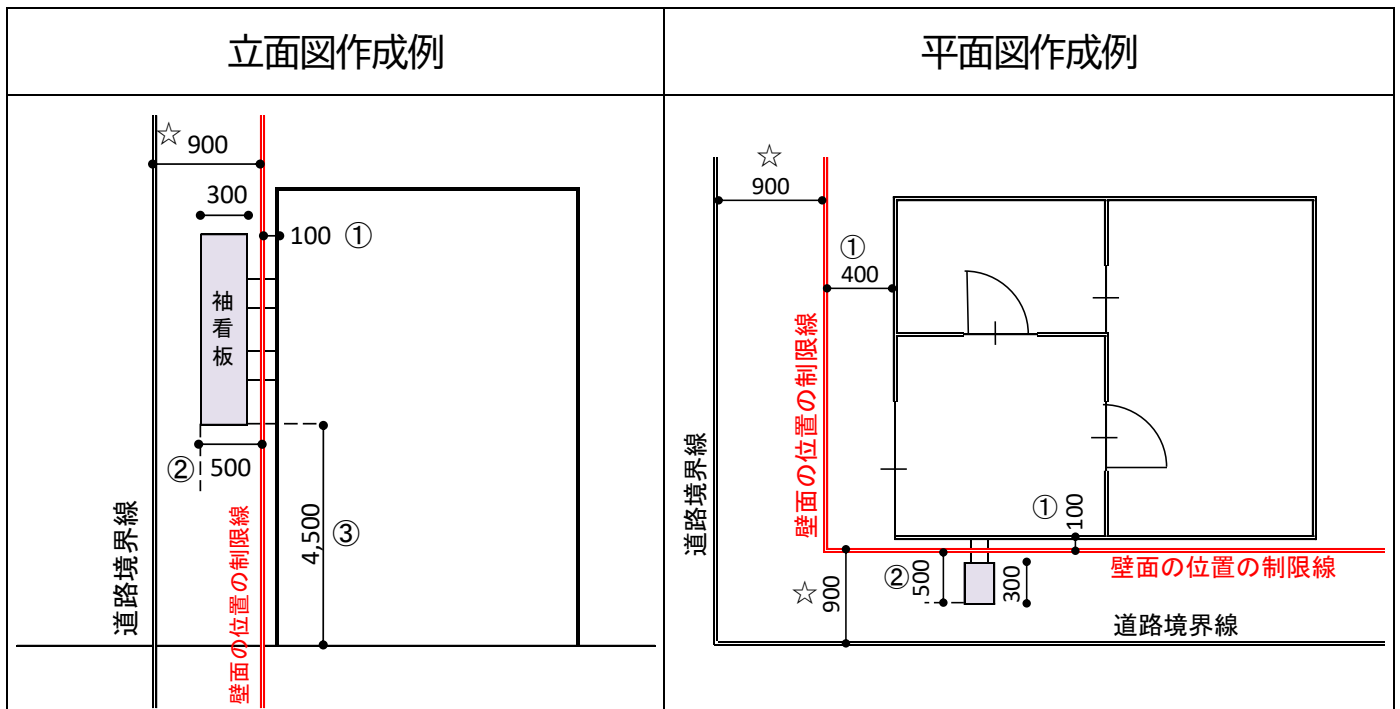 立面図作成例
平面図作成例
☆
900
300
100 ①
袖看板
② 500
4,500 ③
道路境界線
壁面の位置の制限線
☆
900
①
400
壁面の位置の制限線
道路境界線
① 100
壁面の位置の制限線
② 500
300
☆ 900
道路境界線